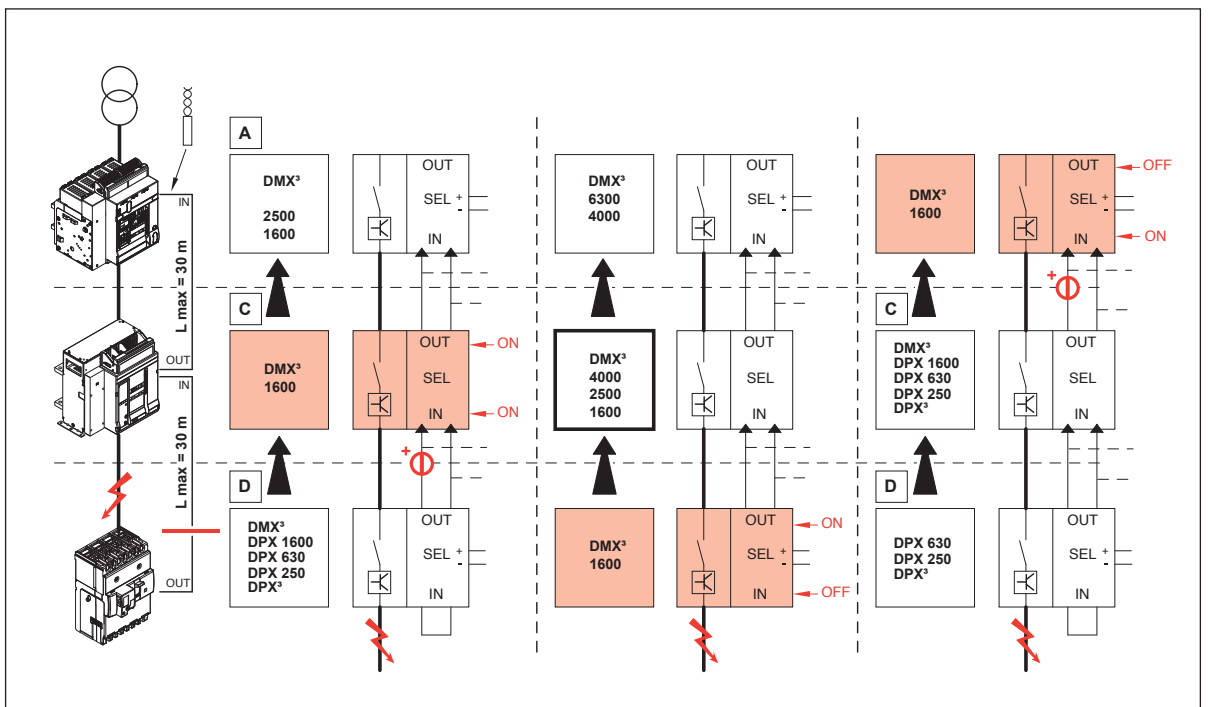 IN
L max = 30 m
OUT
IN
L max = 30 m
OUT
A
DMX³
2500
1600
OUT
SEL + -
IN
C
DMX³
1600
OUT
SEL
IN
ON
ON
+
D
DMX³
DPX 1600
DPX 630
DPX 250
DPX³
OUT
SEL + -
IN
DMX³
6300
4000
OUT
SEL + -
IN
DMX³
4000
2500
1600
OUT
SEL
IN
DMX³
1600
OUT
SEL + -
IN
ON
OFF
DMX³
1600
OUT
SEL + -
IN
OFF
ON
+
C
DMX³
DPX 1600
DPX 630
DPX 250
DPX³
OUT
SEL
IN
D
DPX 630
DPX 250
DPX³
OUT
SEL + -
IN